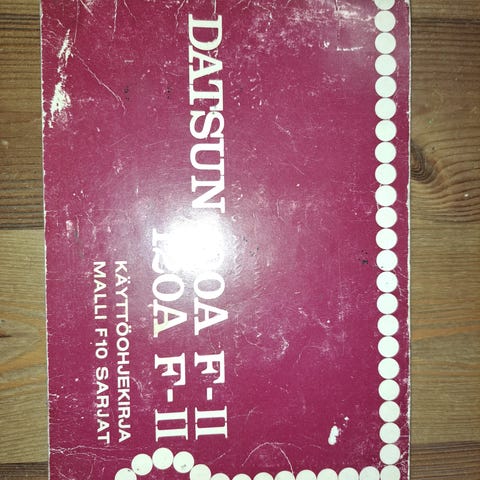 DATSUN F-II
F-II
KÄYTTÖOHJEKIRJA
MALLI F10 SARJAT